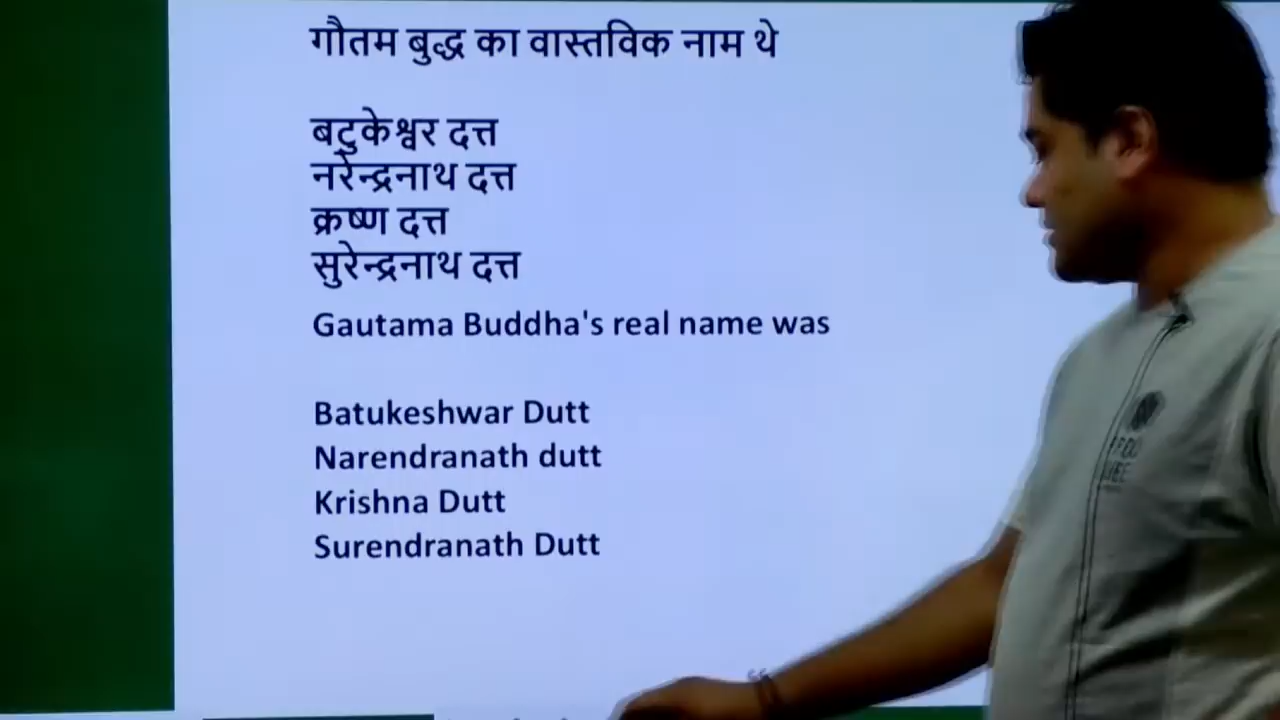 गौतम बुद्ध का वास्तविक नाम थे
बटुकेश्वर दत्त
नरेन्द्रनाथ दत्त
क्रष्ण दत्त
सुरेन्द्रनाथ दत्त
Gautama Buddha's real name was
Batukeshwar Dutt
Narendranath dutt
Krishna Dutt
Surendranath Dutt